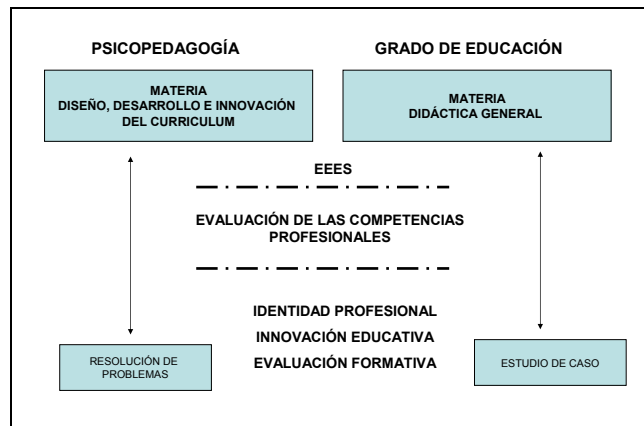 PSICOPEDAGOGÍA
GRADO DE EDUCACIÓN
MATERIA
DISEÑO, DESARROLLO E INNOVACIÓN
DEL CURRICULUM
MATERIA
DIDÁCTICA GENERAL
EEES
EVALUACIÓN DE LAS COMPETENCIAS
PROFESIONALES
IDENTIDAD PROFESIONAL
INNOVACIÓN EDUCATIVA
EVALUACIÓN FORMATIVA
RESOLUCIÓN DE
PROBLEMAS
ESTUDIO DE CASO